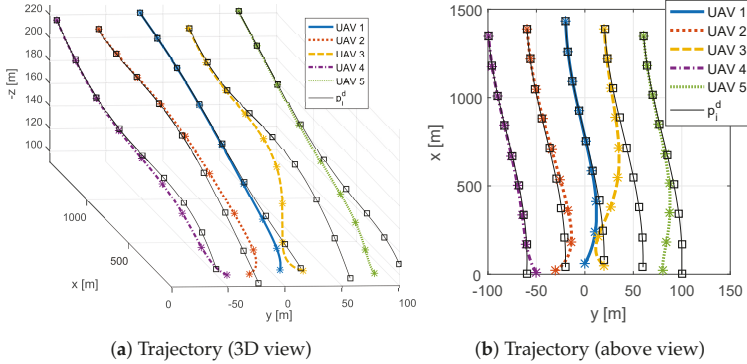 220
200
180
160
140
120
100
-z [m]
1000
500
x [m]
0
-50
0
50
100
y [m]
UAV 1
UAV 2
UAV 3
UAV 4
UAV 5
p_i^d
(a) Trajectory (3D view)
1500
1000
500
0
x [m]
-100
-50
0
50
100
150
y [m]
UAV 1
UAV 2
UAV 3
UAV 4
UAV 5
p_i^d
(b) Trajectory (above view)